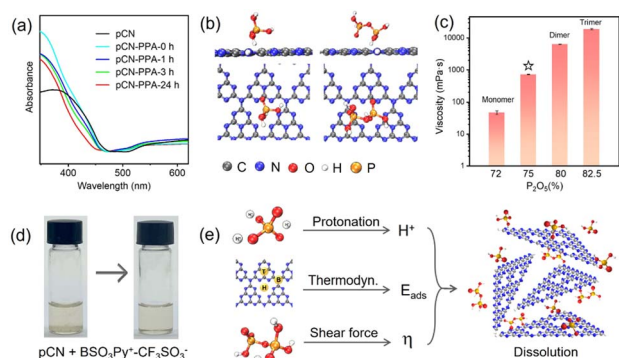 (a)
pCN
pCN-PPA-0 h
pCN-PPA-1 h
pCN-PPA-3 h
pCN-PPA-24 h
Absorbance
400
500
600
Wavelength (nm)
(b)
C N O H P
(c)
Viscosity (mPa·s)
10000
1000
100
10
1
Monomer
Dimer
Trimer
72 75 80 82.5
P₂O₅(%)
(d)
pCN + BSO₃Py⁺-CF₃SO₃⁻
(e)
Protonation
H⁺
Thermodyn.
E_ads
Shear force
η
T
B
H
Dissolution